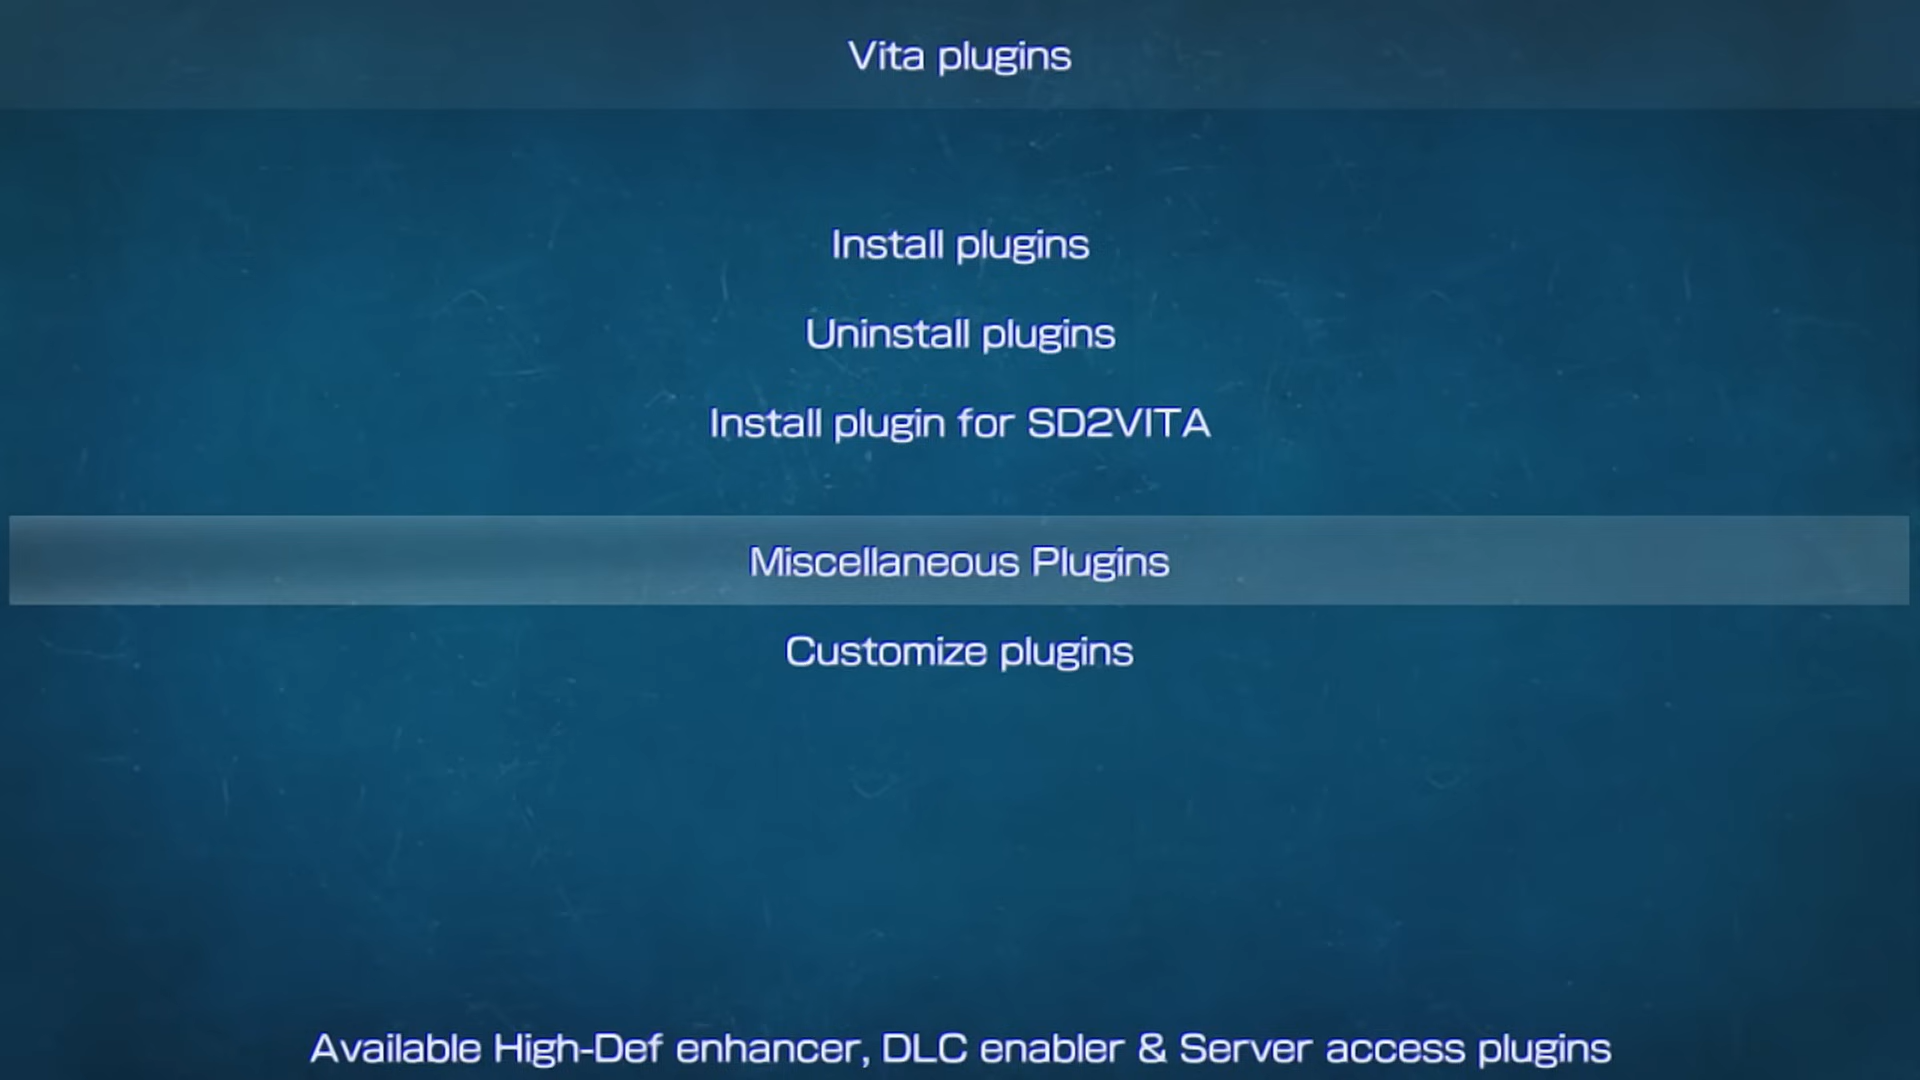 Vita plugins
Install plugins
Uninstall plugins
Install plugin for SD2VITA
Miscellaneous Plugins
Customize plugins
Available High-Def enhancer, DLC enabler & Server access plugins